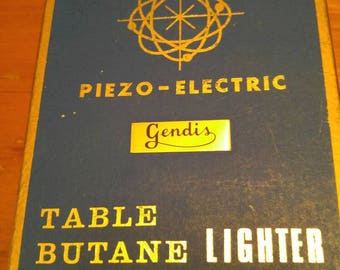 PIEZO-ELECTRIC
Gendis
TABLE
BUTANE LIGHTER